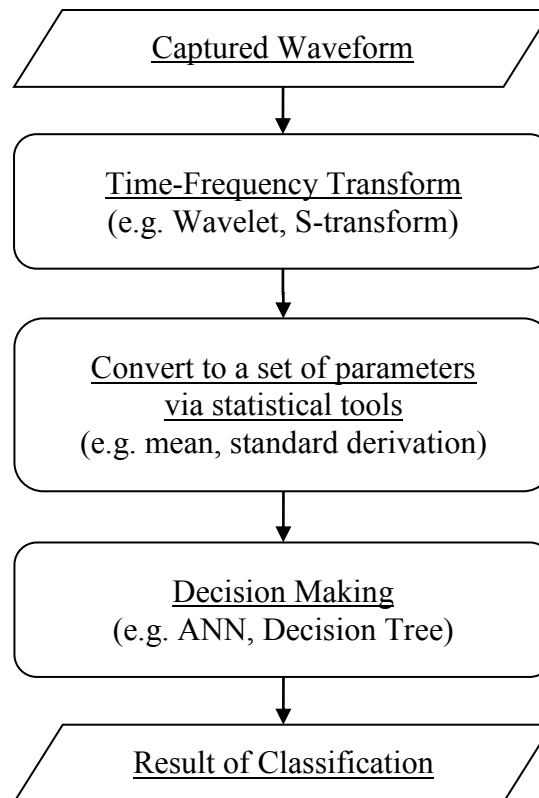 Captured Waveform
Time-Frequency Transform
(e.g. Wavelet, S-transform)
Convert to a set of parameters
via statistical tools
(e.g. mean, standard derivation)
Decision Making
(e.g. ANN, Decision Tree)
Result of Classification